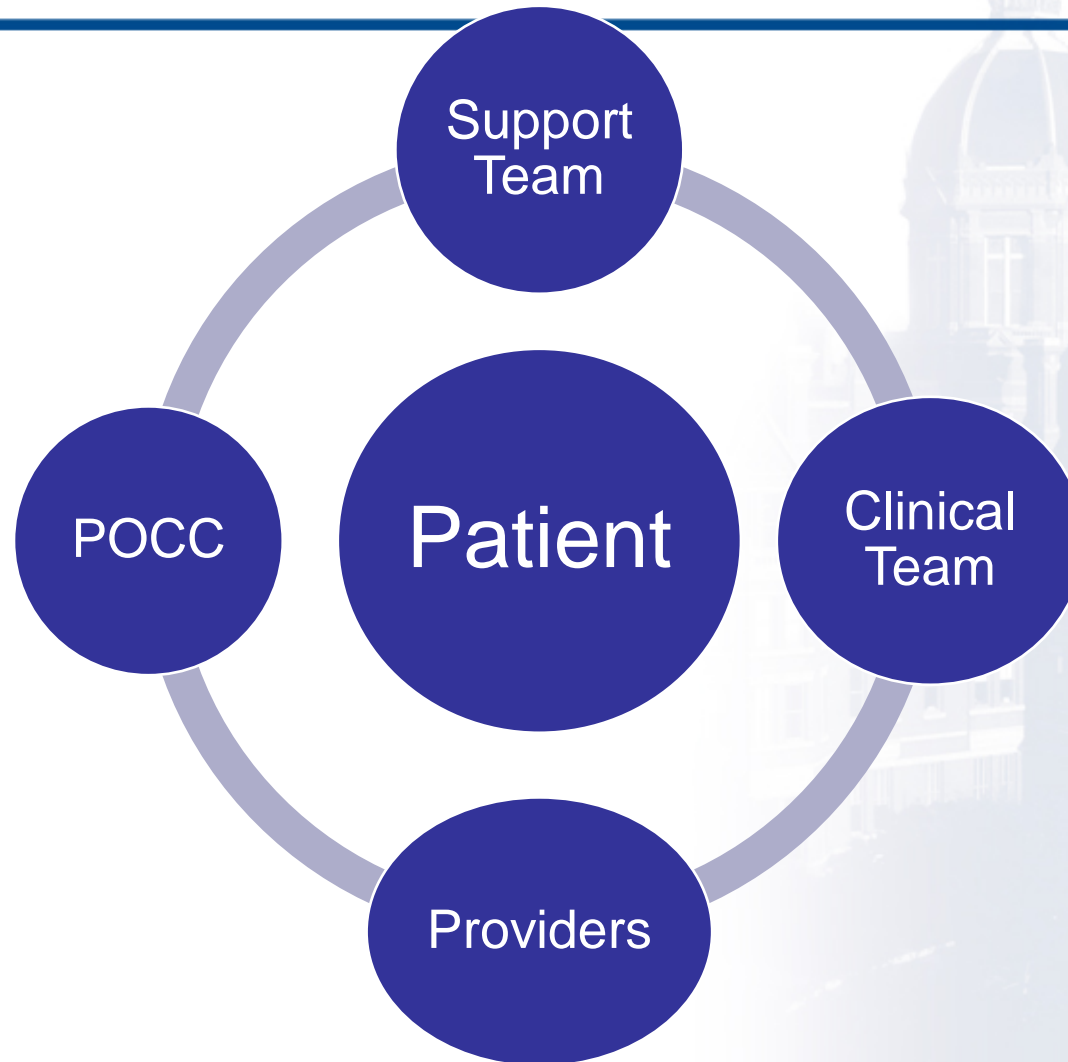 Support
Team
POCC
Patient
Clinical
Team
Providers